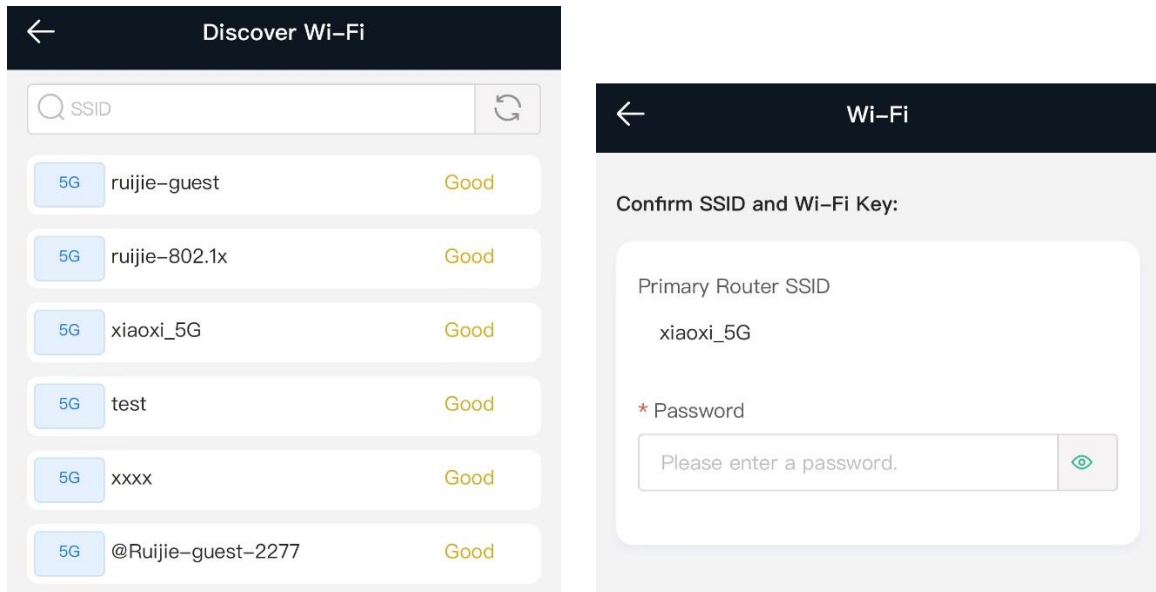 Discover Wi-Fi
SSID
5G ruijie-guest Good
5G ruijie-802.1x Good
5G xiaoxi_5G Good
5G test Good
5G xxxx Good
5G @Ruijie-guest-2277 Good
Wi-Fi
Confirm SSID and Wi-Fi Key:
Primary Router SSID
xiaoxi_5G
* Password
Please enter a password.